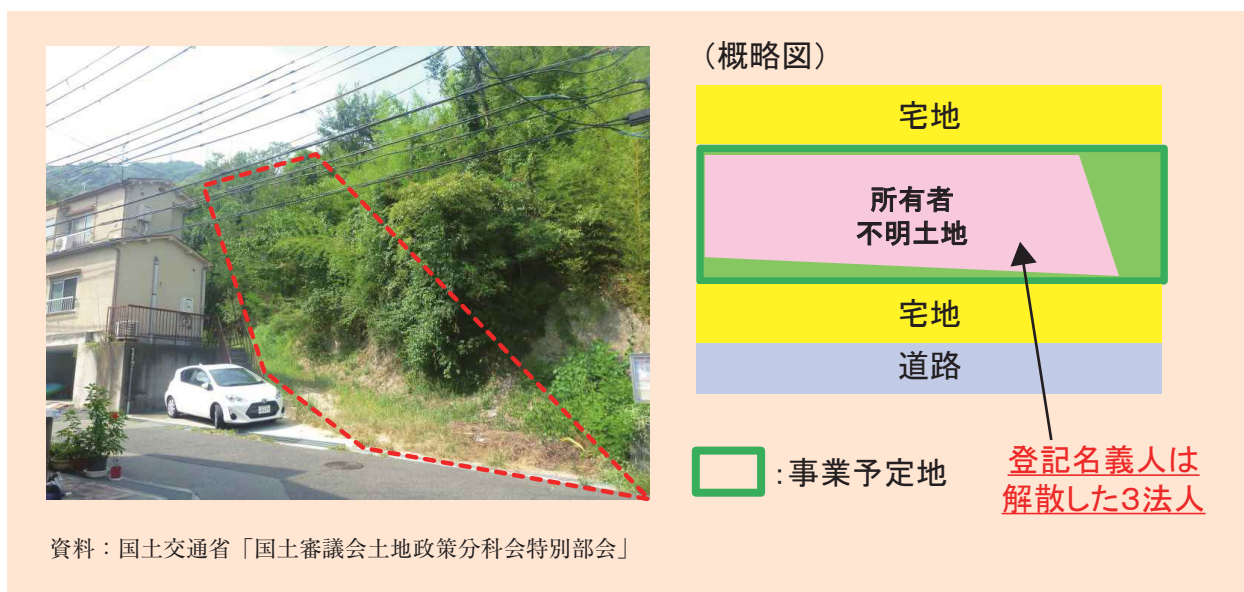 （概略図）
宅地
所有者
不明土地
宅地
道路
：事業予定地
登記名義人は
解散した３法人
資料：国土交通省「国土審議会土地政策分科会特別部会」